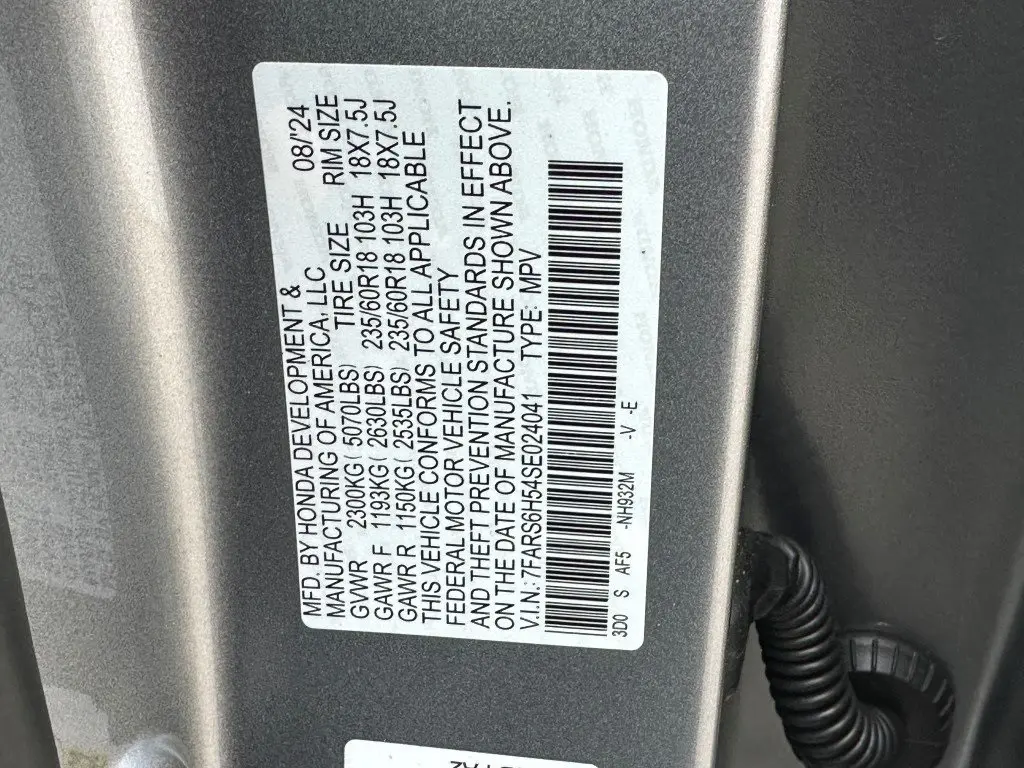 MFD. BY HONDA DEVELOPMENT & 08/'24
MANUFACTURING OF AMERICA, LLC TIRE SIZE RIM SIZE
GVWR 2300KG ( 5070LBS)
GAWR F 1193KG ( 2630LBS) 235/60R18 103H 18X7.5J
GAWR R 1150KG ( 2535LBS) 235/60R18 103H 18X7.5J
THIS VEHICLE CONFORMS TO ALL APPLICABLE
FEDERAL MOTOR VEHICLE SAFETY
AND THEFT PREVENTION STANDARDS IN EFFECT
ON THE DATE OF MANUFACTURE SHOWN ABOVE.
V.I.N.: 7FARS6H54SE024041 TYPE: MPV
3D0 S AF5 -NH932M -V -E